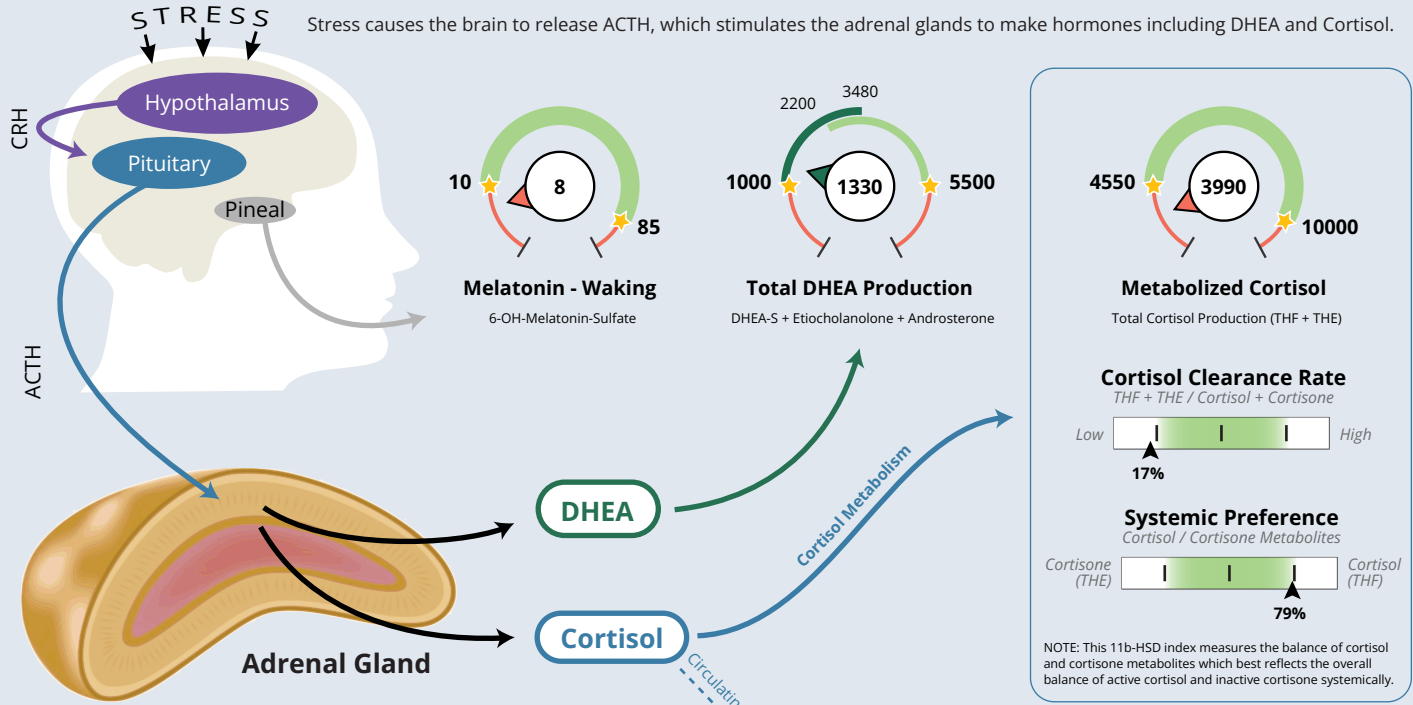 STRESS
Stress causes the brain to release ACTH, which stimulates the adrenal glands to make hormones including DHEA and Cortisol.
Hypothalamus
CRH
Pituitary
Pineal
ACTH
10
8
85
Melatonin - Waking
6-OH-Melatonin-Sulfate
2200
3480
1000
1330
5500
Total DHEA Production
DHEA-S + Etiocholanolone + Androsterone
4550
3990
10000
Metabolized Cortisol
Total Cortisol Production (THF + THE)
Cortisol Clearance Rate
THF + THE / Cortisol + Cortisone
Low
High
17%
Systemic Preference
Cortisol / Cortisone Metabolites
Cortisone
(THE)
Cortisol
(THF)
79%
NOTE: This 11b-HSD index measures the balance of cortisol
and cortisone metabolites which best reflects the overall
balance of active cortisol and inactive cortisone systemically.
DHEA
Cortisol Metabolism
Cortisol
Adrenal Gland